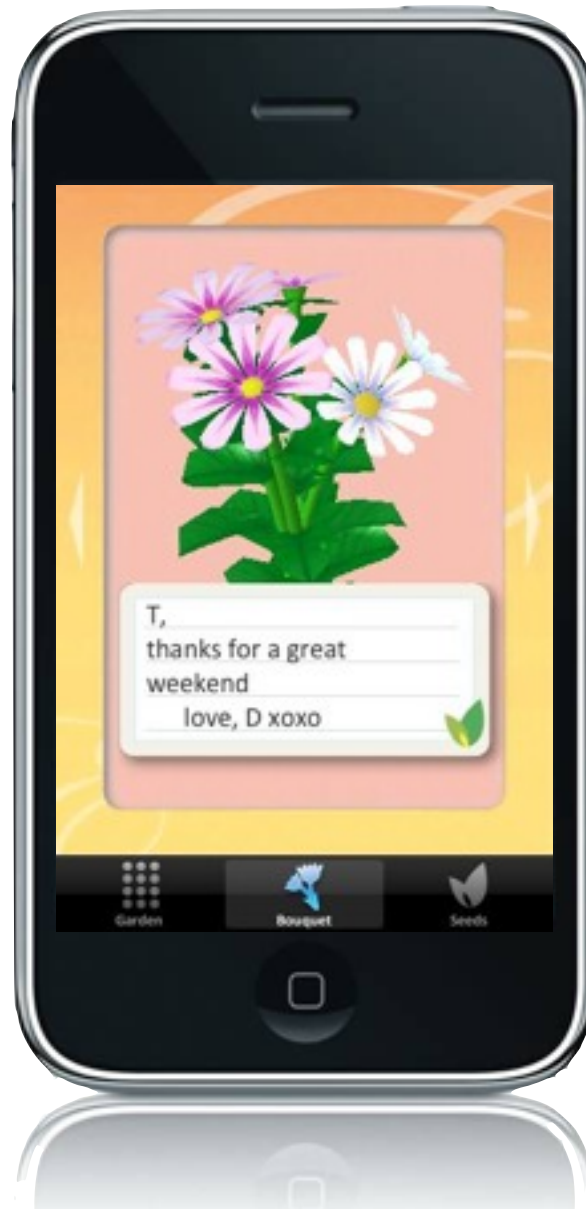 T,
thanks for a great
weekend
love, D xoxo
Garden
Bouquet
Seeds